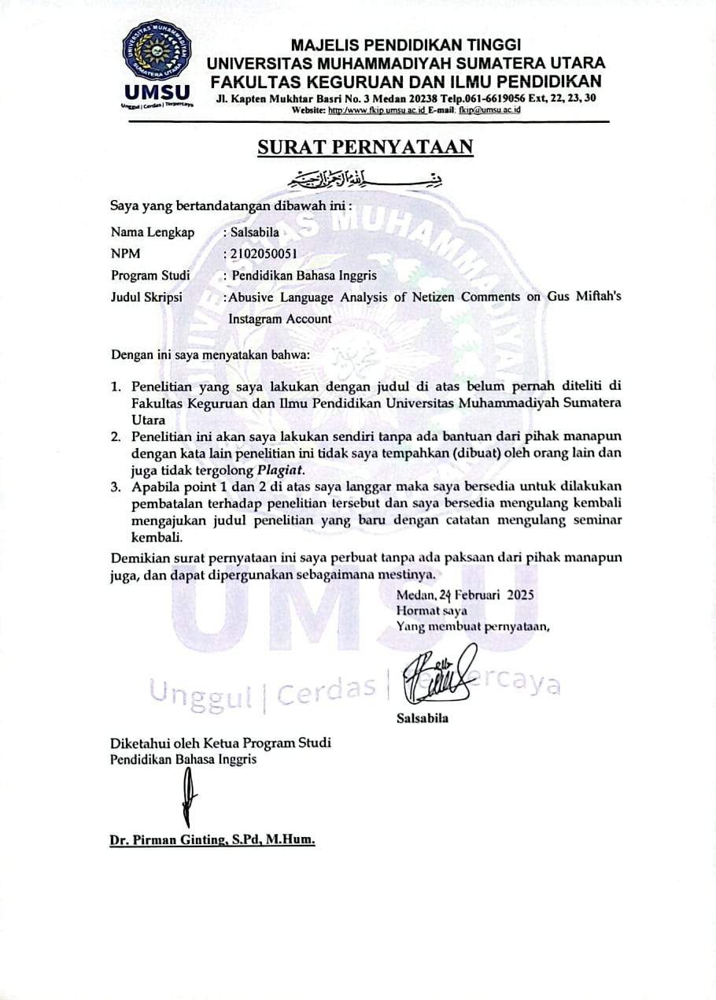 UNIVERSITAS MUHAMMADIYAH
SUMATERA UTARA
UMSU
Unggul | Cerdas | Terpercaya
MAJELIS PENDIDIKAN TINGGI
UNIVERSITAS MUHAMMADIYAH SUMATERA UTARA
FAKULTAS KEGURUAN DAN ILMU PENDIDIKAN
Jl. Kapten Mukhtar Basri No. 3 Medan 20238 Telp.061-6619056 Ext, 22, 23, 30
Website: http:/www.fkip.umsu.ac.id E-mail: fkip@umsu.ac.id
SURAT PERNYATAAN
بسم الله الرحمن الرحيم
Saya yang bertandatangan dibawah ini :
Nama Lengkap : Salsabila
NPM : 2102050051
Program Studi : Pendidikan Bahasa Inggris
Judul Skripsi :Abusive Language Analysis of Netizen Comments on Gus Miftah's
Instagram Account
Dengan ini saya menyatakan bahwa:
1. Penelitian yang saya lakukan dengan judul di atas belum pernah diteliti di
Fakultas Keguruan dan Ilmu Pendidikan Universitas Muhammadiyah Sumatera
Utara
2. Penelitian ini akan saya lakukan sendiri tanpa ada bantuan dari pihak manapun
dengan kata lain penelitian ini tidak saya tempahkan (dibuat) oleh orang lain dan
juga tidak tergolong Plagiat.
3. Apabila point 1 dan 2 di atas saya langgar maka saya bersedia untuk dilakukan
pembatalan terhadap penelitian tersebut dan saya bersedia mengulang kembali
mengajukan judul penelitian yang baru dengan catatan mengulang seminar
kembali.
Demikian surat pernyataan ini saya perbuat tanpa ada paksaan dari pihak manapun
juga, dan dapat dipergunakan sebagaimana mestinya.
Medan, 24 Februari 2025
Hormat saya
Yang membuat pernyataan,
UMSU
Unggul | Cerdas | Terpercaya
Salsabila
Diketahui oleh Ketua Program Studi
Pendidikan Bahasa Inggris
Dr. Pirman Ginting, S.Pd, M.Hum.